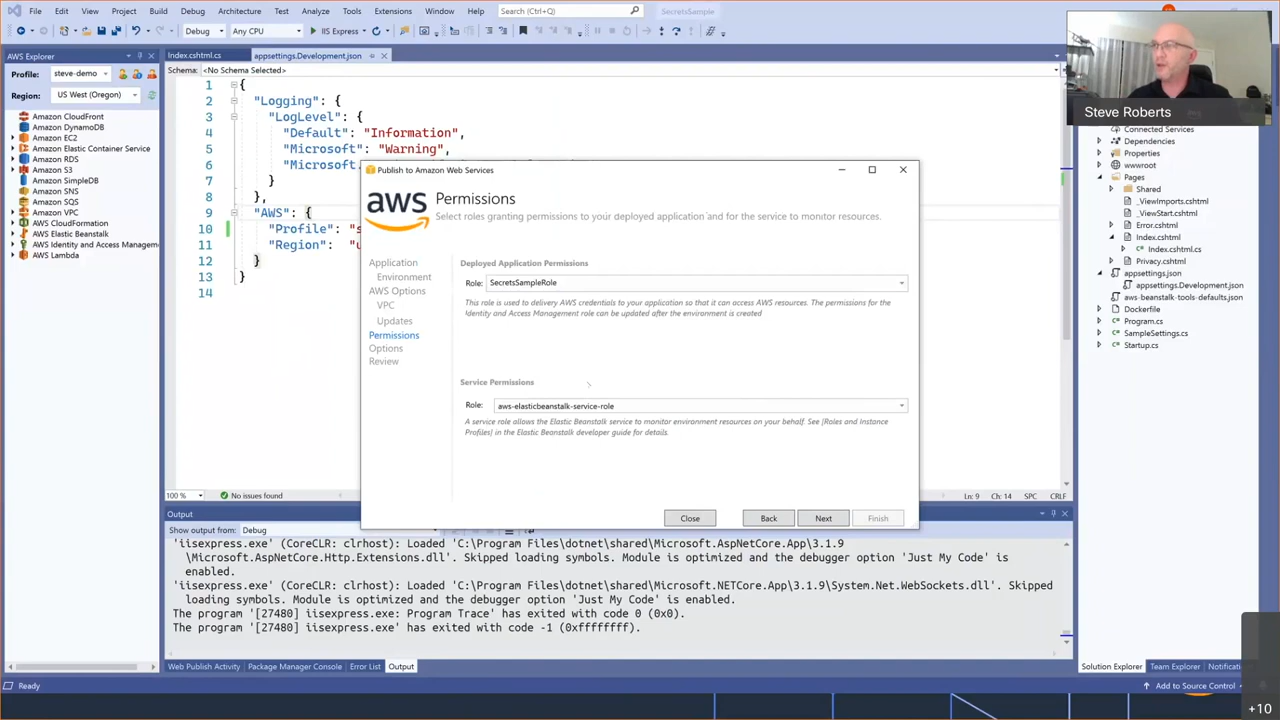 File Edit View Project Build Debug Architecture Test Analyze Tools Extensions Window Help Search (Ctrl+Q) SecretsSample
Debug Any CPU IIS Express
AWS Explorer
Profile: steve-demo
Region: US West (Oregon)
Amazon CloudFront
Amazon DynamoDB
Amazon EC2
Amazon Elastic Container Service
Amazon RDS
Amazon S3
Amazon SimpleDB
Amazon SNS
Amazon SQS
Amazon VPC
AWS CloudFormation
AWS Elastic Beanstalk
AWS Identity and Access Managem
AWS Lambda
Index.cshtml.cs appsettings.Development.json
Schema: <No Schema Selected>
1 {
2 "Logging": {
3 "LogLevel": {
4 "Default": "Information",
5 "Microsoft": "Warning",
6 "Microsoft.
7 }
8 },
9 "AWS": {
10 "Profile": "s
11 "Region": "u
12 }
13 }
14
100 % No issues found Ln: 9 Ch: 14 SPC CRLF
Publish to Amazon Web Services
aws
Permissions
Select roles granting permissions to your deployed application and for the service to monitor resources.
Application
Environment
AWS Options
VPC
Updates
Permissions
Options
Review
Deployed Application Permissions
Role: SecretsSampleRole
This role is used to delivery AWS credentials to your application so that it can access AWS resources. The permissions for the
Identity and Access Management role can be updated after the environment is created
Service Permissions
Role: aws-elasticbeanstalk-service-role
A service role allows the Elastic Beanstalk service to monitor environment resources on your behalf. See [Roles and Instance
Profiles] in the Elastic Beanstalk developer guide for details.
Close Back Next Finish
Steve Roberts
Connected Services
Dependencies
Properties
wwwroot
Pages
Shared
_ViewImports.cshtml
_ViewStart.cshtml
Error.cshtml
Index.cshtml
Index.cshtml.cs
Privacy.cshtml
appsettings.json
appsettings.Development.json
aws-beanstalk-tools-defaults.json
Dockerfile
Program.cs
SampleSettings.cs
Startup.cs
Output
Show output from: Debug
'iisexpress.exe' (CoreCLR: clrhost): Loaded 'C:\Program Files\dotnet\shared\Microsoft.AspNetCore.App\3.1.9
\Microsoft.AspNetCore.Http.Extensions.dll'. Skipped loading symbols. Module is optimized and the debugger option 'Just My Code' is
enabled.
'iisexpress.exe' (CoreCLR: clrhost): Loaded 'C:\Program Files\dotnet\shared\Microsoft.NETCore.App\3.1.9\System.Net.WebSockets.dll'. Skipped
loading symbols. Module is optimized and the debugger option 'Just My Code' is enabled.
The program '[27480] iisexpress.exe: Program Trace' has exited with code 0 (0x0).
The program '[27480] iisexpress.exe' has exited with code -1 (0xffffffff).
Web Publish Activity Package Manager Console Error List Output
Solution Explorer Team Explorer Notificati
Ready Add to Source Control
+10